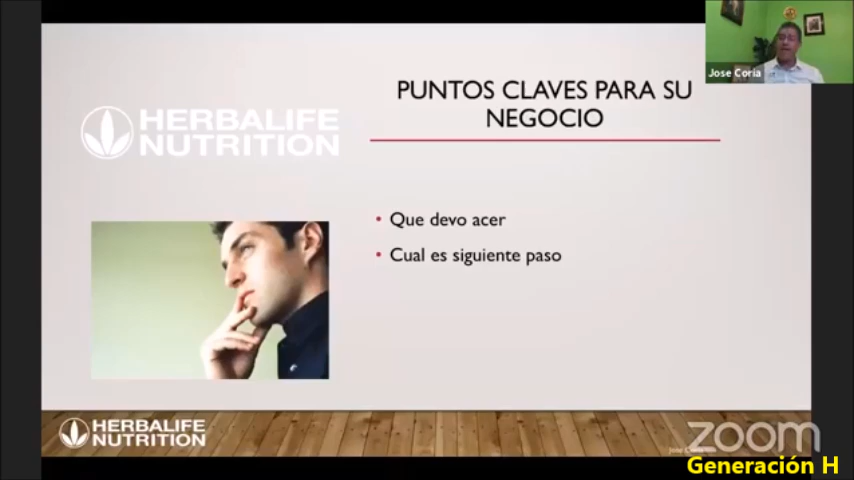 Jose Coria
PUNTOS CLAVES PARA SU
NEGOCIO
HERBALIFE
NUTRITION
• Que devo acer
• Cual es siguiente paso
HERBALIFE
NUTRITION
zoom
Generación H